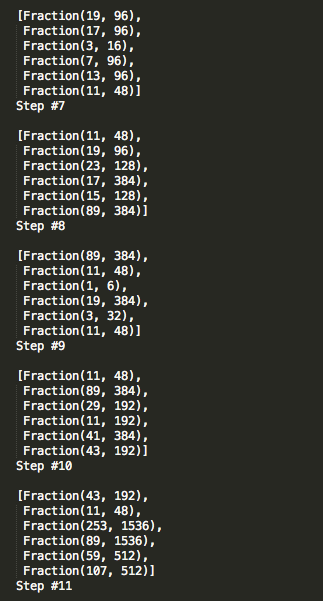 [Fraction(19, 96),
Fraction(17, 96),
Fraction(3, 16),
Fraction(7, 96),
Fraction(13, 96),
Fraction(11, 48)]
Step #7
[Fraction(11, 48),
Fraction(19, 96),
Fraction(23, 128),
Fraction(17, 384),
Fraction(15, 128),
Fraction(89, 384)]
Step #8
[Fraction(89, 384),
Fraction(11, 48),
Fraction(1, 6),
Fraction(19, 384),
Fraction(3, 32),
Fraction(11, 48)]
Step #9
[Fraction(11, 48),
Fraction(89, 384),
Fraction(29, 192),
Fraction(11, 192),
Fraction(41, 384),
Fraction(43, 192)]
Step #10
[Fraction(43, 192),
Fraction(11, 48),
Fraction(253, 1536),
Fraction(89, 1536),
Fraction(59, 512),
Fraction(107, 512)]
Step #11